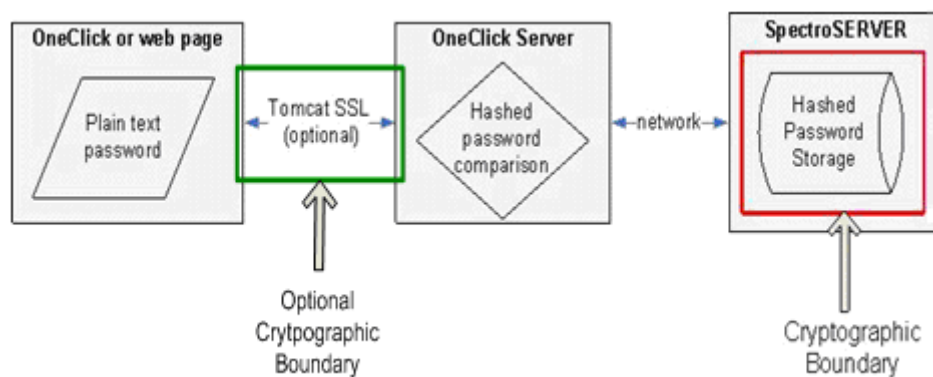 OneClick or web page
Plain text
password
Tomcat SSL
(optional)
OneClick Server
Hashed
password
comparison
network
SpectroSERVER
Hashed
Password
Storage
Optional
Crytpographic
Boundary
Cryptographic
Boundary